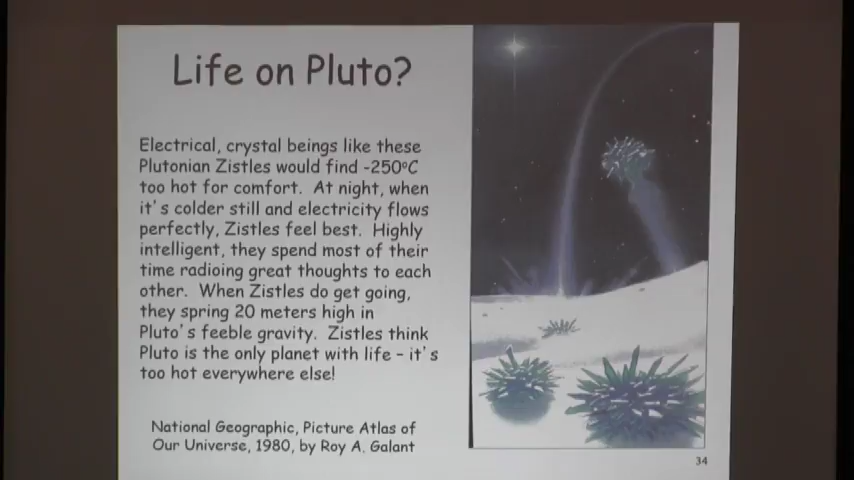 Life on Pluto?
Electrical, crystal beings like these
Plutonian Zistles would find -250°C
too hot for comfort. At night, when
it's colder still and electricity flows
perfectly, Zistles feel best. Highly
intelligent, they spend most of their
time radioing great thoughts to each
other. When Zistles do get going,
they spring 20 meters high in
Pluto's feeble gravity. Zistles think
Pluto is the only planet with life – it's
too hot everywhere else!
National Geographic, Picture Atlas of
Our Universe, 1980, by Roy A. Galant
34